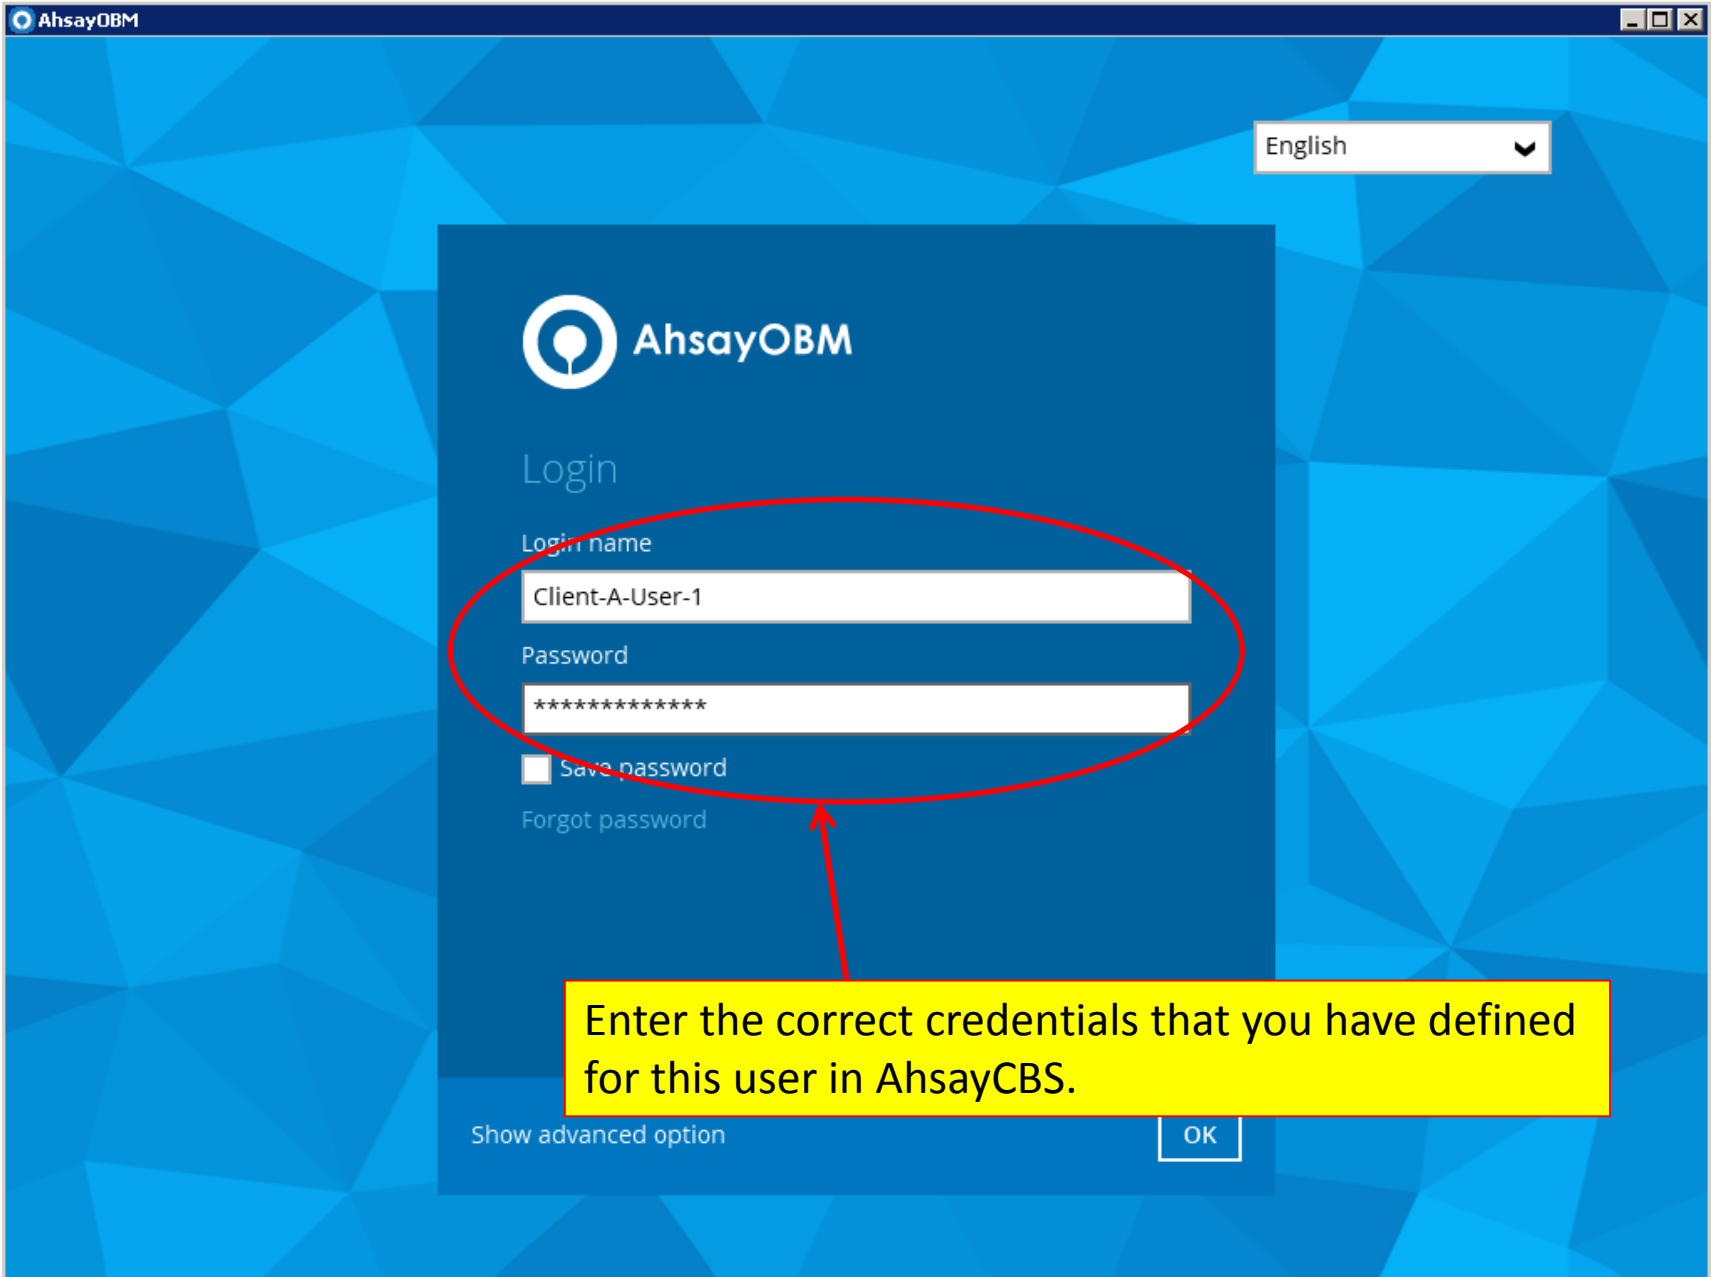 AhsayOBM
English
AhsayOBM
Login
Login name
Client-A-User-1
Password
*************
Save password
Forgot password
Enter the correct credentials that you have defined
for this user in AhsayCBS.
Show advanced option
OK